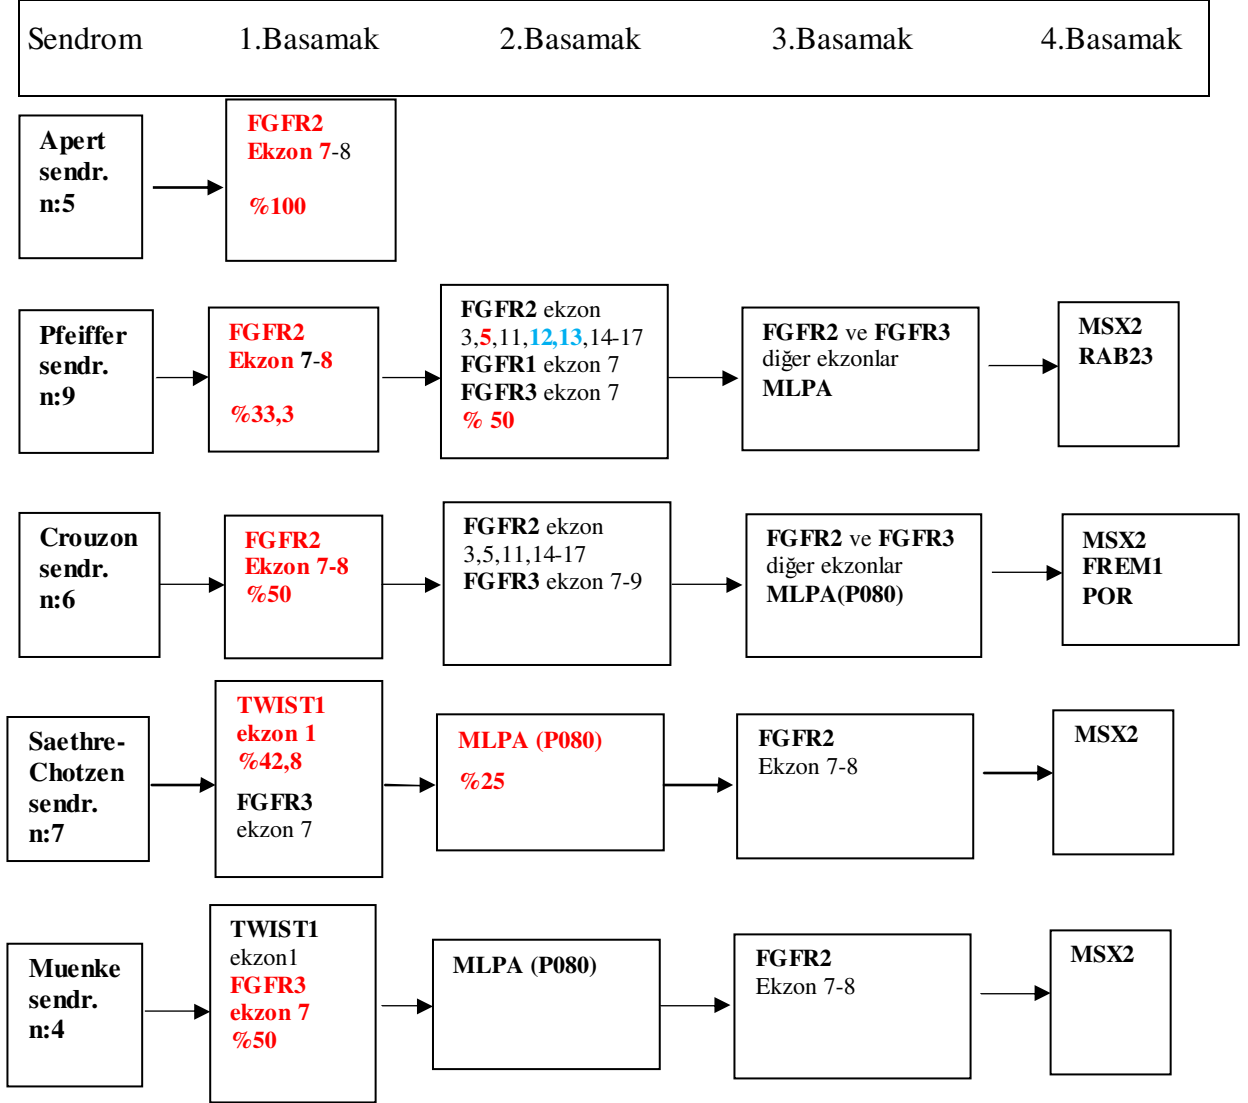 Sendrom 1.Basamak 2.Basamak 3.Basamak 4.Basamak
Apert
sendr.
n:5
FGFR2
Ekzon 7-8
%100
Pfeiffer
sendr.
n:9
FGFR2
Ekzon 7-8
%33,3
FGFR2 ekzon
3,5,11,12,13,14-17
FGFR1 ekzon 7
FGFR3 ekzon 7
% 50
FGFR2 ve FGFR3
diğer ekzonlar
MLPA
MSX2
RAB23
Crouzon
sendr.
n:6
FGFR2
Ekzon 7-8
%50
FGFR2 ekzon
3,5,11,14-17
FGFR3 ekzon 7-9
FGFR2 ve FGFR3
diğer ekzonlar
MLPA(P080)
MSX2
FREM1
POR
Saethre-
Chotzen
sendr.
n:7
TWIST1
ekzon 1
%42,8
FGFR3
ekzon 7
MLPA (P080)
%25
FGFR2
Ekzon 7-8
MSX2
Muenke
sendr.
n:4
TWIST1
ekzon1
FGFR3
ekzon 7
%50
MLPA (P080)
FGFR2
Ekzon 7-8
MSX2